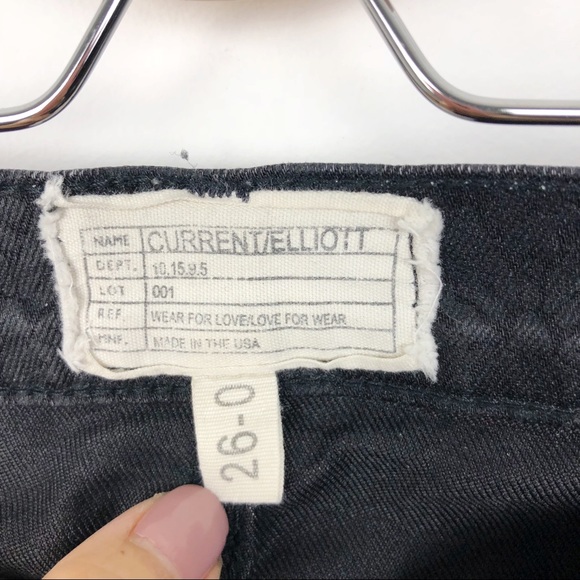 NAME CURRENT/ELLIOTT
DEPT. 10.15.9.5
LOT 001
REF. WEAR FOR LOVE/LOVE FOR WEAR
MNF. MADE IN THE USA
26-0